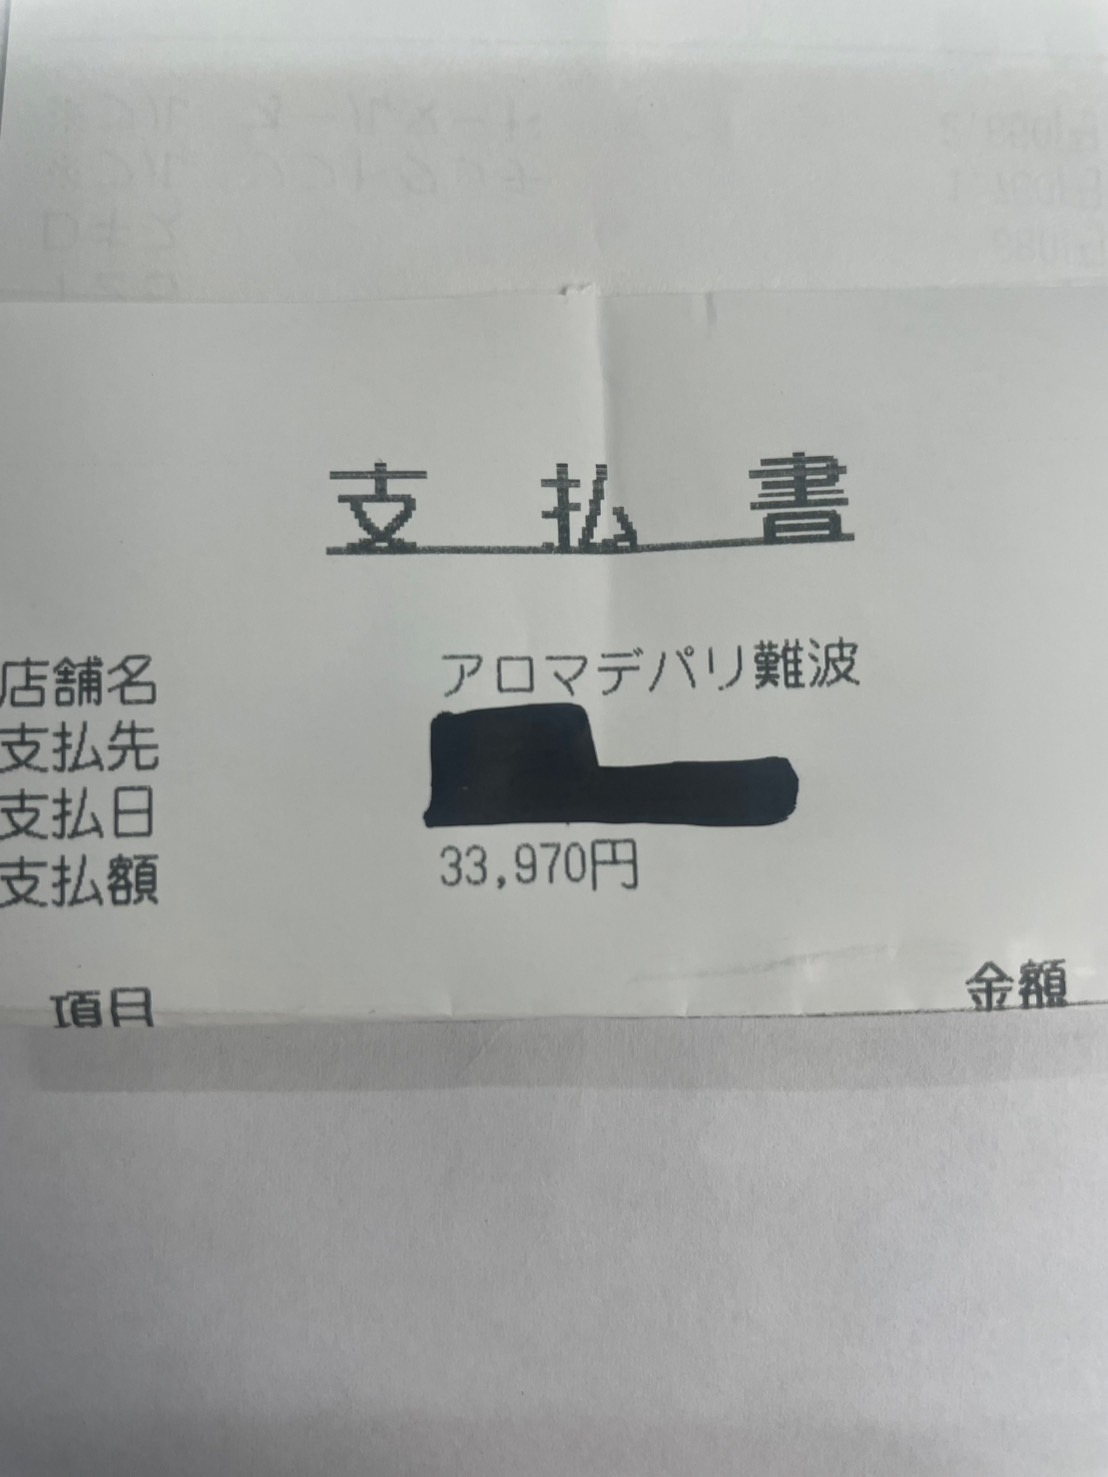 支払書
店舗名 アロマデパリ難波
支払先
支払日
支払額 33,970円
項目 金額